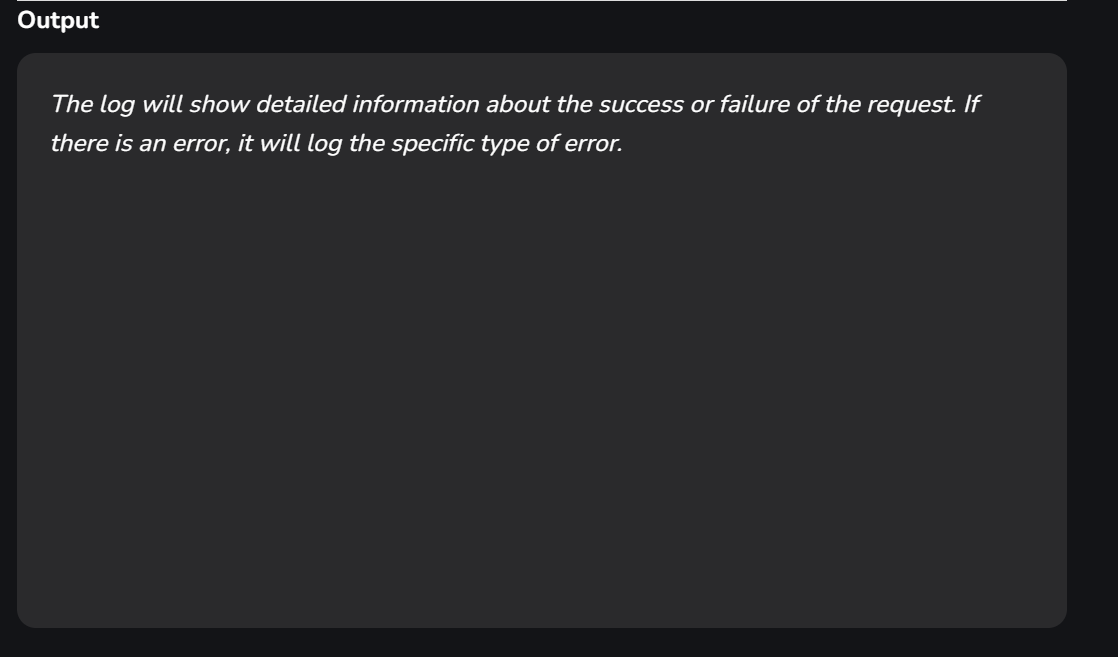 Output
The log will show detailed information about the success or failure of the request. If
there is an error, it will log the specific type of error.